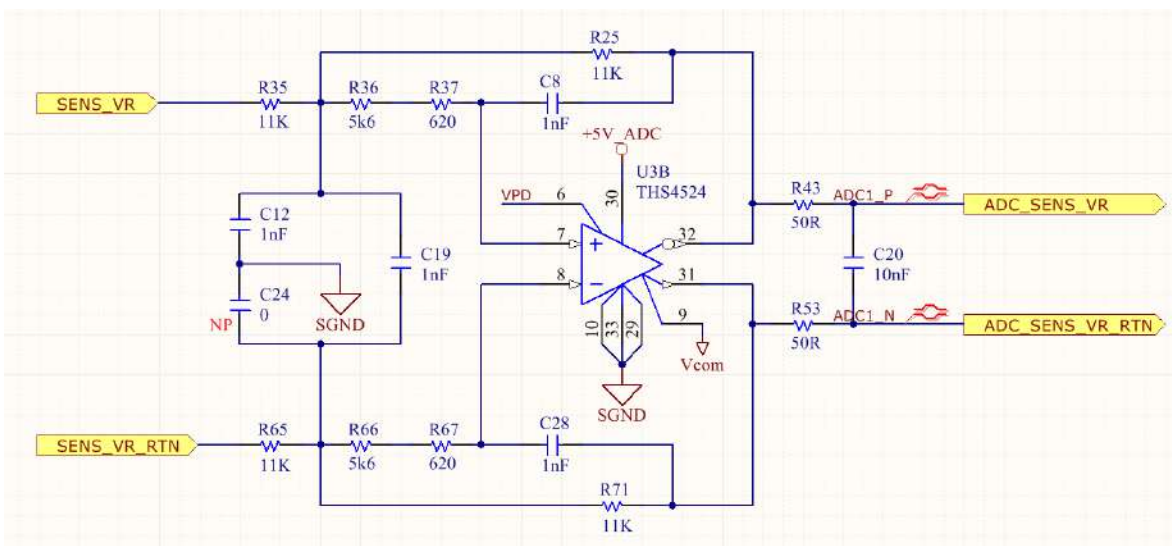 R25
11K
C8
1nF
R35
11K
R36
5k6
R37
620
SENS_VR
+5V_ADC
U3B
THS4524
30
VPD
6
7
8
32
31
R43
50R
ADC1_P
ADC_SENS_VR
C12
1nF
C19
1nF
C20
10nF
C24
0
NP
SGND
10
33
29
9
Vcom
SGND
R53
50R
ADC1_N
ADC_SENS_VR_RTN
SENS_VR_RTN
R65
11K
R66
5k6
R67
620
C28
1nF
R71
11K